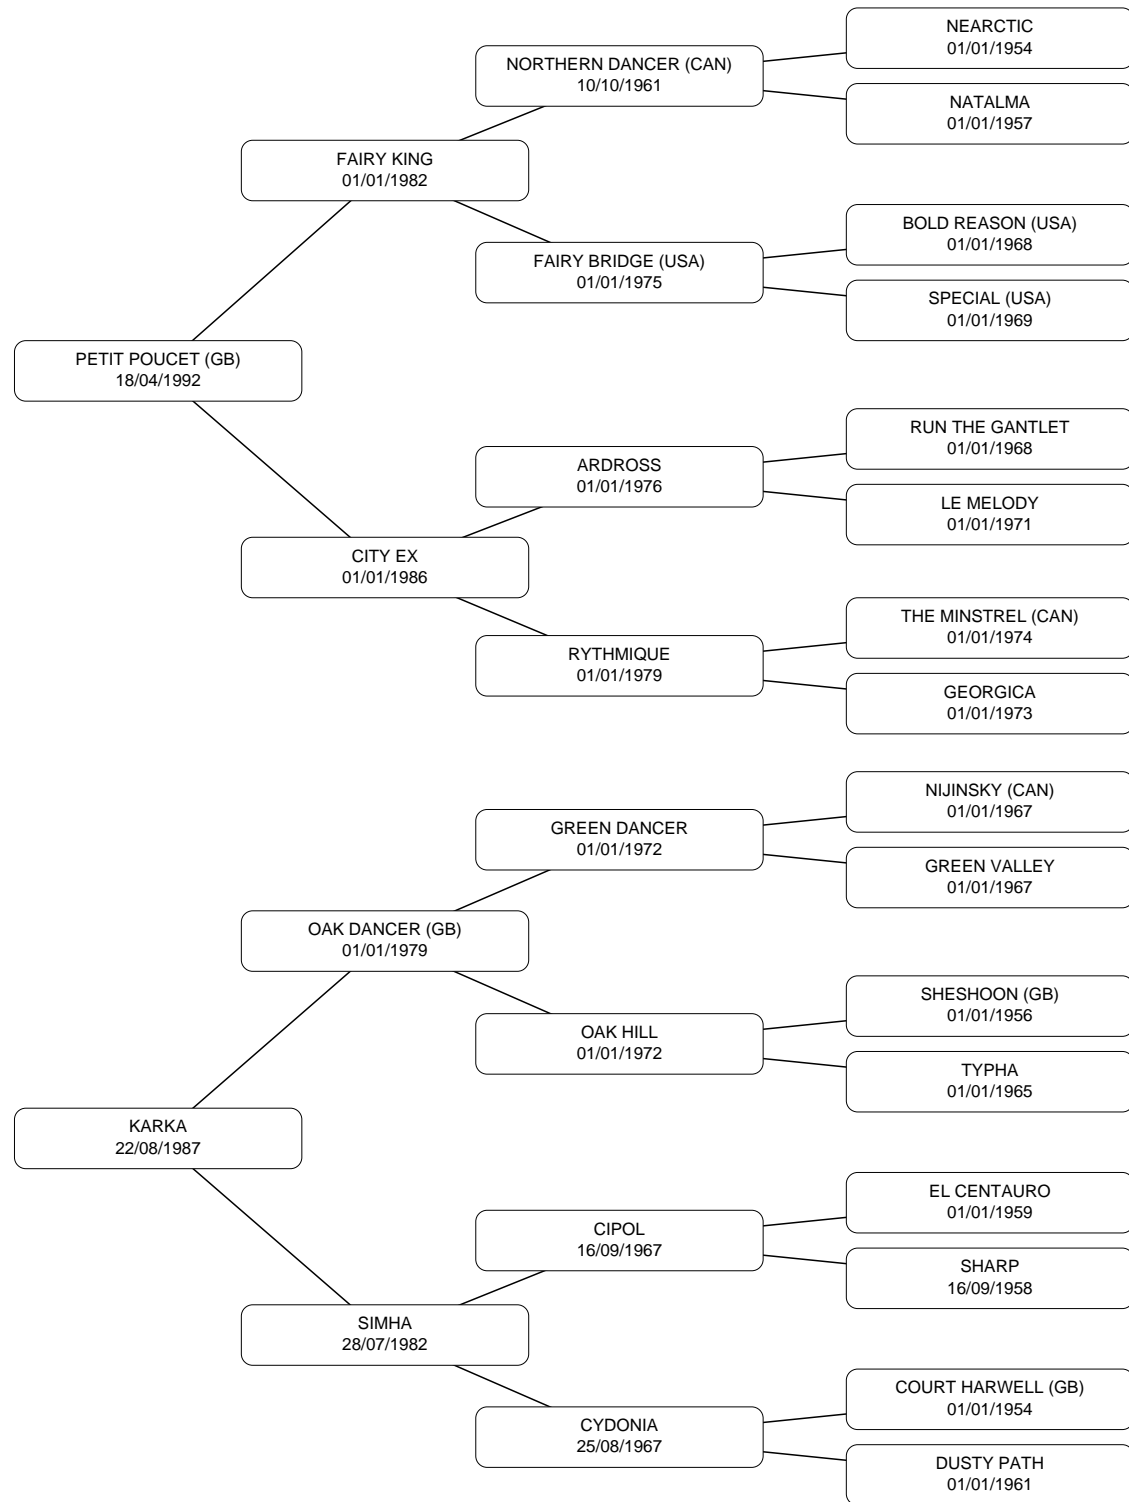 NEARCTIC
01/01/1954
NORTHERN DANCER (CAN)
10/10/1961
NATALMA
01/01/1957
FAIRY KING
01/01/1982
BOLD REASON (USA)
01/01/1968
FAIRY BRIDGE (USA)
01/01/1975
SPECIAL (USA)
01/01/1969
PETIT POUCET (GB)
18/04/1992
RUN THE GANTLET
01/01/1968
ARDROSS
01/01/1976
LE MELODY
01/01/1971
CITY EX
01/01/1986
THE MINSTREL (CAN)
01/01/1974
RYTHMIQUE
01/01/1979
GEORGICA
01/01/1973
NIJINSKY (CAN)
01/01/1967
GREEN DANCER
01/01/1972
GREEN VALLEY
01/01/1967
OAK DANCER (GB)
01/01/1979
SHESHOON (GB)
01/01/1956
OAK HILL
01/01/1972
TYPHA
01/01/1965
KARKA
22/08/1987
EL CENTAURO
01/01/1959
CIPOL
16/09/1967
SHARP
16/09/1958
SIMHA
28/07/1982
COURT HARWELL (GB)
01/01/1954
CYDONIA
25/08/1967
DUSTY PATH
01/01/1961